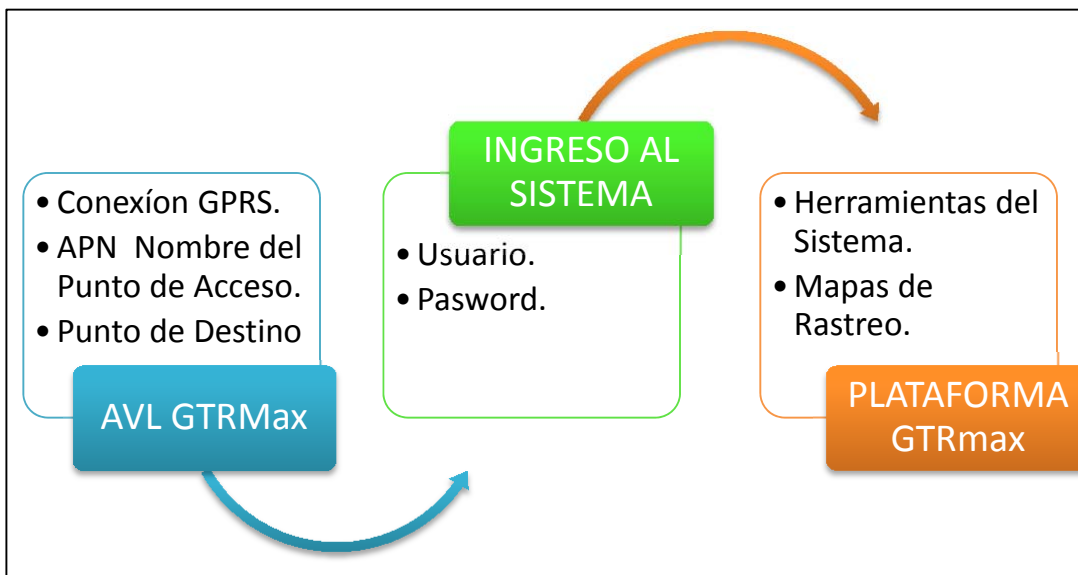 • Conexíon GPRS.
• APN Nombre del
Punto de Acceso.
• Punto de Destino
AVL GTRMax
INGRESO AL
SISTEMA
• Usuario.
• Pasword.
• Herramientas del
Sistema.
• Mapas de
Rastreo.
PLATAFORMA
GTRmax